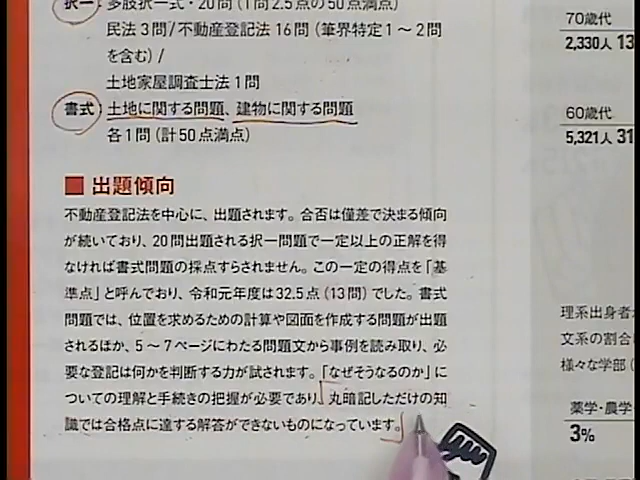 択一 多肢択一式・20問(1問2.5点の50点満点)
民法3問/不動産登記法16問(筆界特定1～2問
を含む)/
土地家屋調査士法1問
書式 土地に関する問題、建物に関する問題
各1問(計50点満点)
■ 出題傾向
不動産登記法を中心に、出題されます。合否は僅差で決まる傾向
が続いており、20問出題される択一問題で一定以上の正解を得
なければ書式問題の採点すらされません。この一定の得点を「基
準点」と呼んでおり、令和元年度は32.5点(13問)でした。書式
問題では、位置を求めるための計算や図面を作成する問題が出題
されるほか、5～7ページにわたる問題文から事例を読み取り、必
要な登記は何かを判断する力が試されます。「なぜそうなるのか」に
ついての理解と手続きの把握が必要であり、丸暗記しただけの知
識では合格点に達する解答ができないものになっています。
70歳代
2,330人 13
60歳代
5,321人 31
理系出身者
文系の割合
様々な学部(
薬学・農学
3%